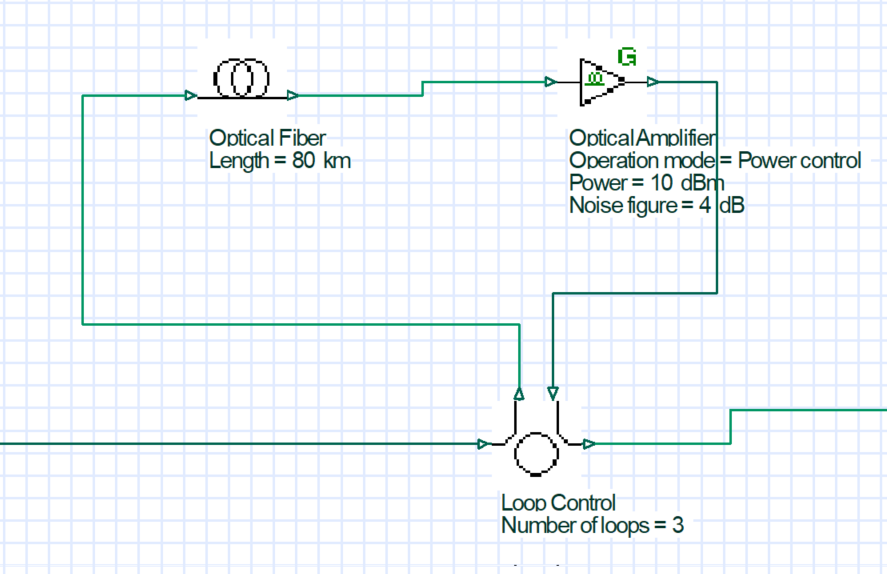 G
Optical Fiber
Length = 80 km
Optical Amplifier
Operation mode = Power control
Power = 10 dBm
Noise figure = 4 dB
Loop Control
Number of loops = 3